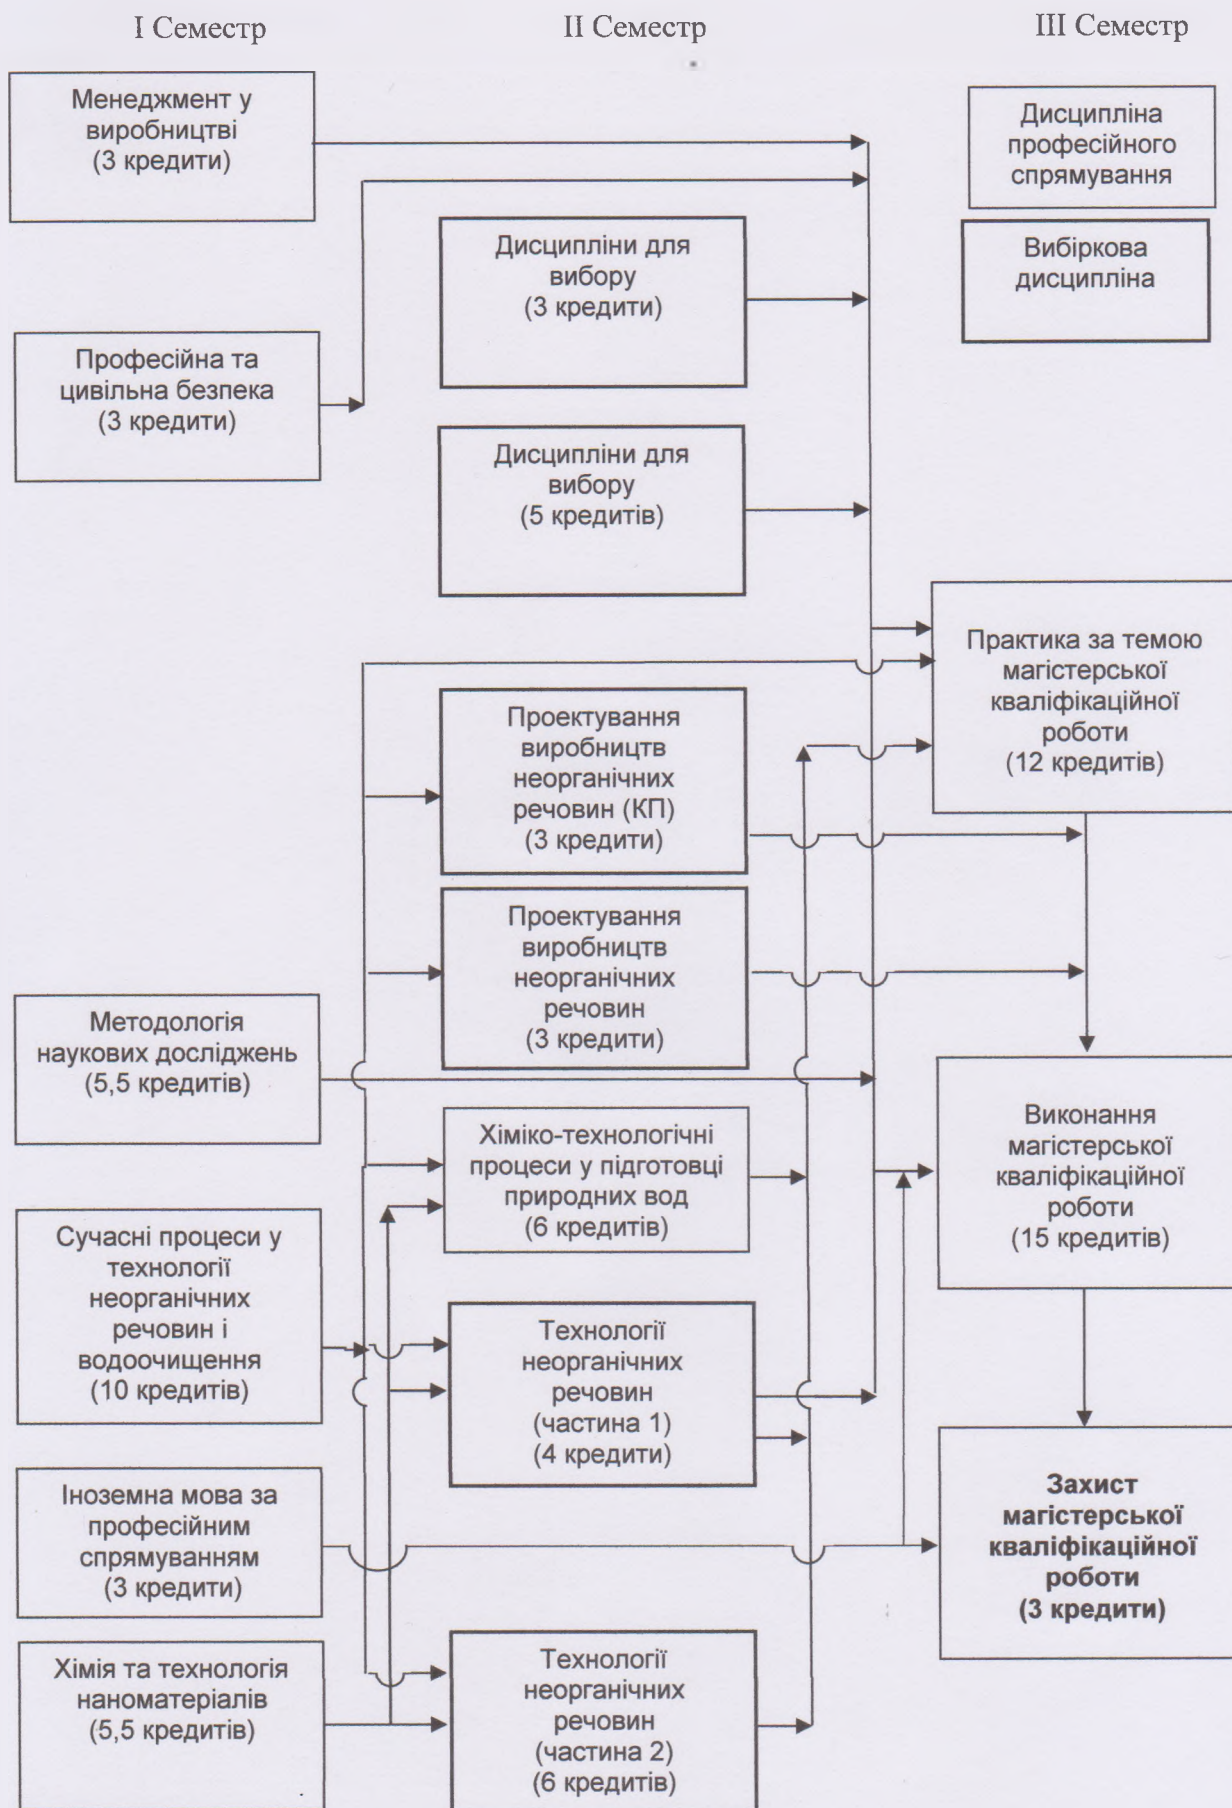 I Семестр
II Семестр
III Семестр
Менеджмент у
виробництві
(3 кредити)
Професійна та
цивільна безпека
(3 кредити)
Методологія
наукових досліджень
(5,5 кредитів)
Сучасні процеси у
технології
неорганічних
речовин і
водоочищення
(10 кредитів)
Іноземна мова за
професійним
спрямуванням
(3 кредити)
Хімія та технологія
наноматеріалів
(5,5 кредитів)
Дисципліни для
вибору
(3 кредити)
Дисципліни для
вибору
(5 кредитів)
Проектування
виробництв
неорганічних
речовин (КП)
(3 кредити)
Проектування
виробництв
неорганічних
речовин
(3 кредити)
Хіміко-технологічні
процеси у підготовці
природних вод
(6 кредитів)
Технології
неорганічних
речовин
(частина 1)
(4 кредити)
Технології
неорганічних
речовин
(частина 2)
(6 кредитів)
Дисципліна
професійного
спрямування
Вибіркова
дисципліна
Практика за темою
магістерської
кваліфікаційної
роботи
(12 кредитів)
Виконання
магістерської
кваліфікаційної
роботи
(15 кредитів)
Захист
магістерської
кваліфікаційної
роботи
(3 кредити)